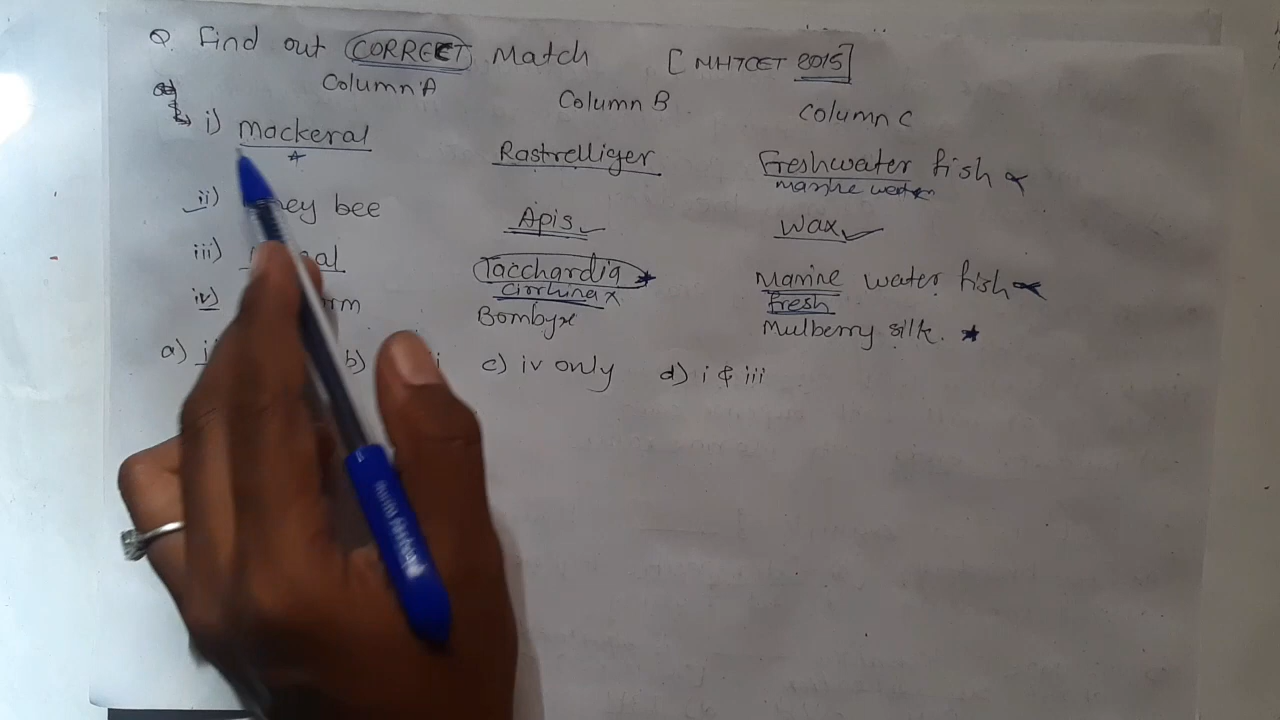 Q. Find out CORRECT Match [MHTCET 2015]
Column A Column B Column C
i) Mackeral Rastrelliger Freshwater fish
marine water
ii) ey bee Apis Wax
iii) al Tacchardia Marine water fish
Cirrhina x Fresh
iv) rm Bombyx Mulberry silk.
a) i b) i c) iv only d) i & iii